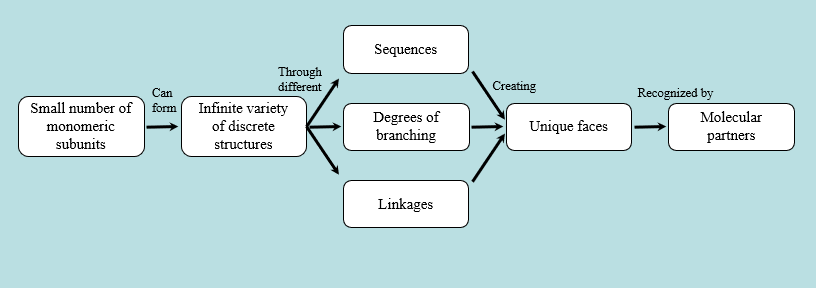 Small number of
monomeric
subunits
Can
form
Infinite variety
of discrete
structures
Through
different
Sequences
Degrees of
branching
Linkages
Creating
Unique faces
Recognized by
Molecular
partners